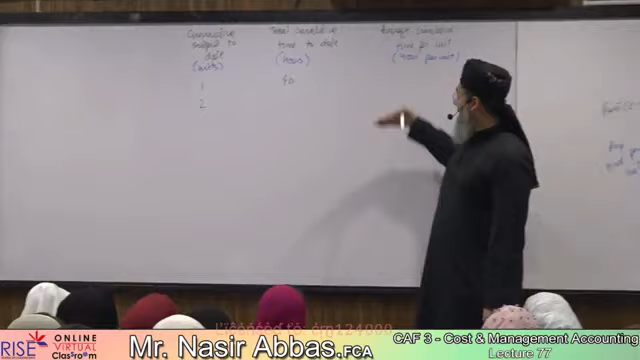 Cumulative
output to
date
(units)
Total Cumulative
time to date
(Hours)
Average cumulative
time per unit
(Hour per unit)
1
40
2
RISE ONLINE
VIRTUAL
Classroom
Mr. Nasir Abbas.FCA
CAF 3 - Cost & Management Accounting
Lecture 77